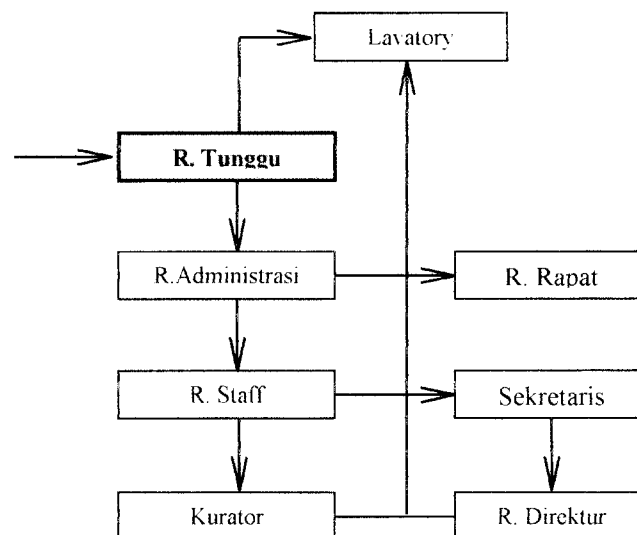 Lavatory
R. Tunggu
R.Administrasi
R. Rapat
R. Staff
Sekretaris
Kurator
R. Direktur